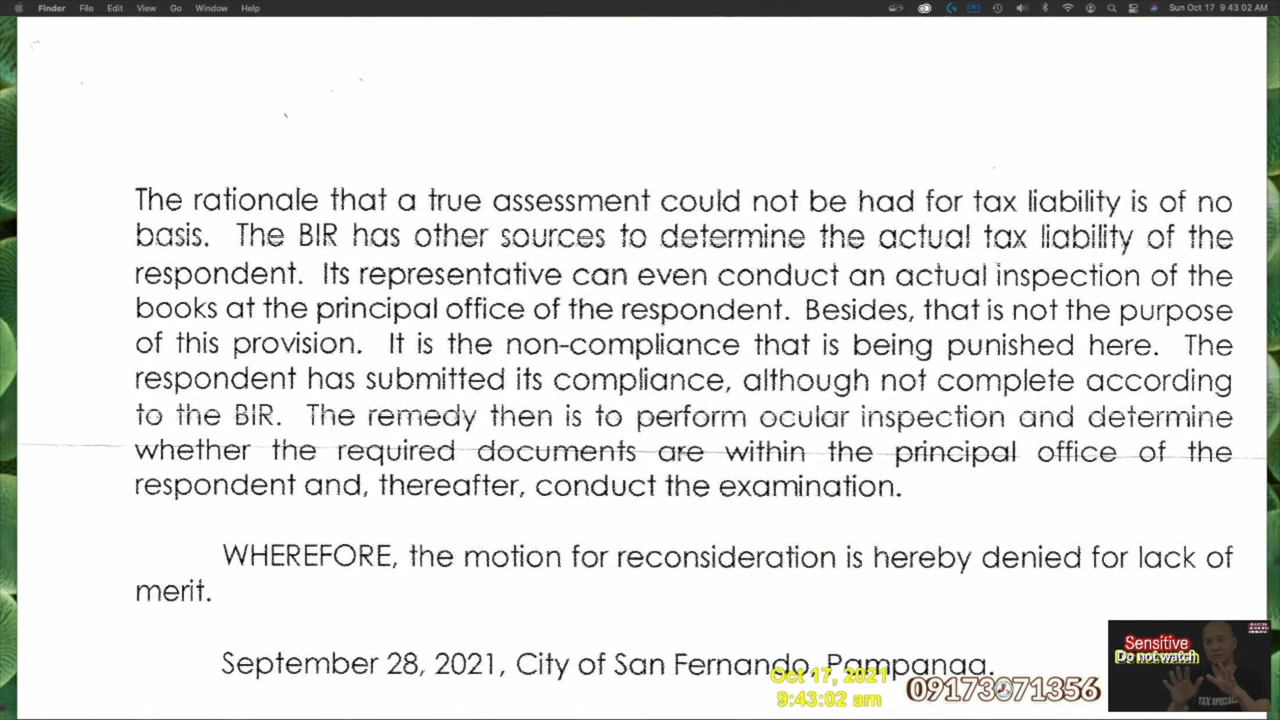 Finder File Edit View Go Window Help Sun Oct 17 9 43 02 AM
The rationale that a true assessment could not be had for tax liability is of no
basis. The BIR has other sources to determine the actual tax liability of the
respondent. Its representative can even conduct an actual inspection of the
books at the principal office of the respondent. Besides, that is not the purpose
of this provision. It is the non-compliance that is being punished here. The
respondent has submitted its compliance, although not complete according
to the BIR. The remedy then is to perform ocular inspection and determine
whether the required documents are within the principal office of the
respondent and, thereafter, conduct the examination.
WHEREFORE, the motion for reconsideration is hereby denied for lack of
merit.
September 28, 2021, City of San Fernando, Pampanga.
Oct 17, 2021
9:43:02 am
09173071356
Sensitive
Do not watch
TAX SPECIAL